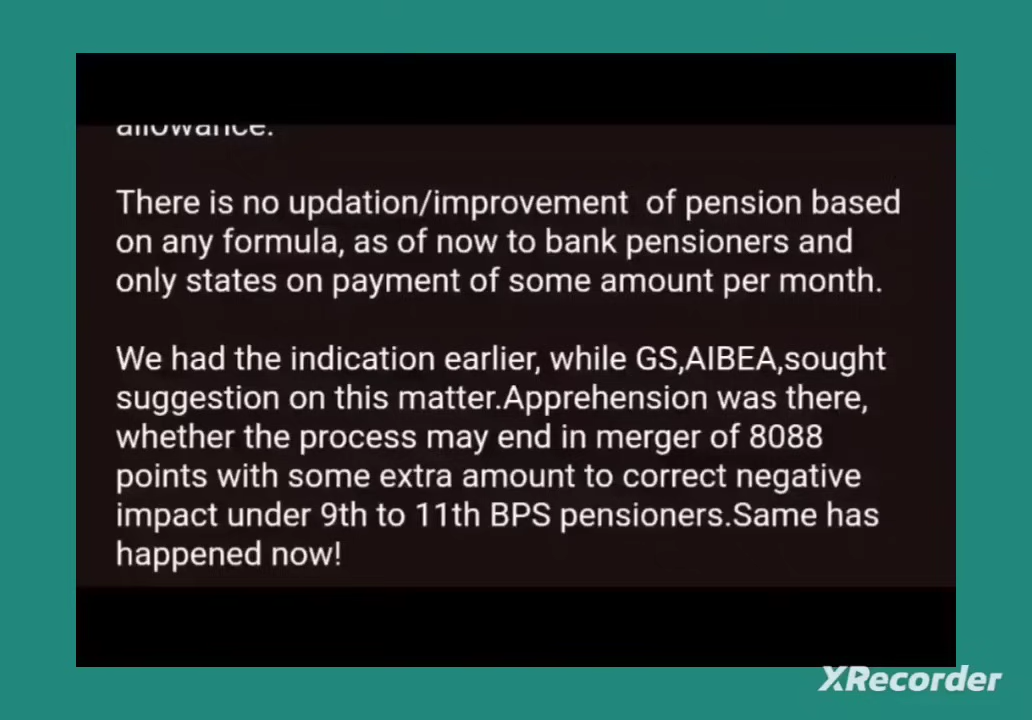 allowance.
There is no updation/improvement of pension based
on any formula, as of now to bank pensioners and
only states on payment of some amount per month.
We had the indication earlier, while GS,AIBEA,sought
suggestion on this matter.Apprehension was there,
whether the process may end in merger of 8088
points with some extra amount to correct negative
impact under 9th to 11th BPS pensioners.Same has
happened now!
XRecorder